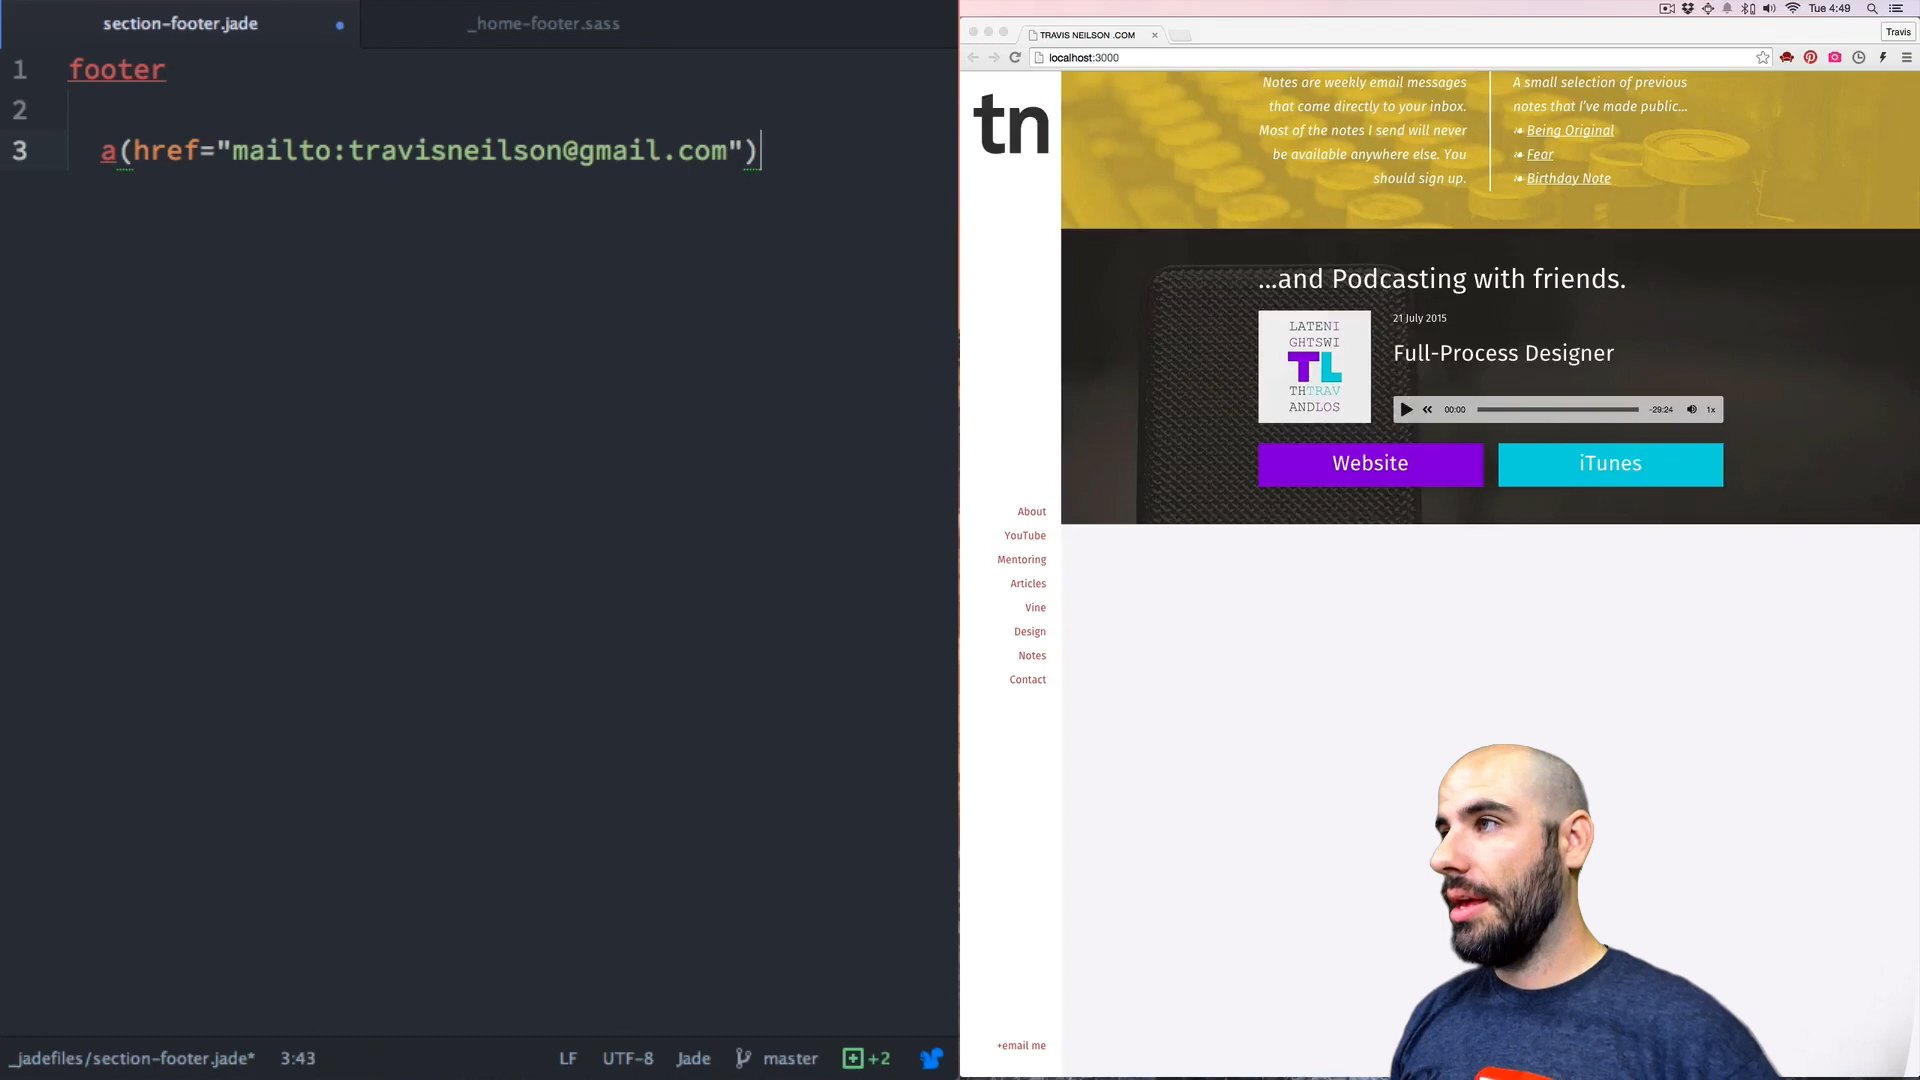 section-footer.jade
_home-footer.sass
1 footer
2
3 a(href="mailto:travisneilson@gmail.com")
_jadefiles/section-footer.jade* 3:43 LF UTF-8 Jade master +2
Tue 4:49
TRAVIS NEILSON .COM
Travis
localhost:3000
tn
Notes are weekly email messages
that come directly to your inbox.
Most of the notes I send will never
be available anywhere else. You
should sign up.
A small selection of previous
notes that I've made public...
Being Original
Fear
Birthday Note
...and Podcasting with friends.
LATENI
GHTSWI
TL
THTRAV
ANDLOS
21 July 2015
Full-Process Designer
00:00 -29:24 1x
Website
iTunes
About
YouTube
Mentoring
Articles
Vine
Design
Notes
Contact
+email me